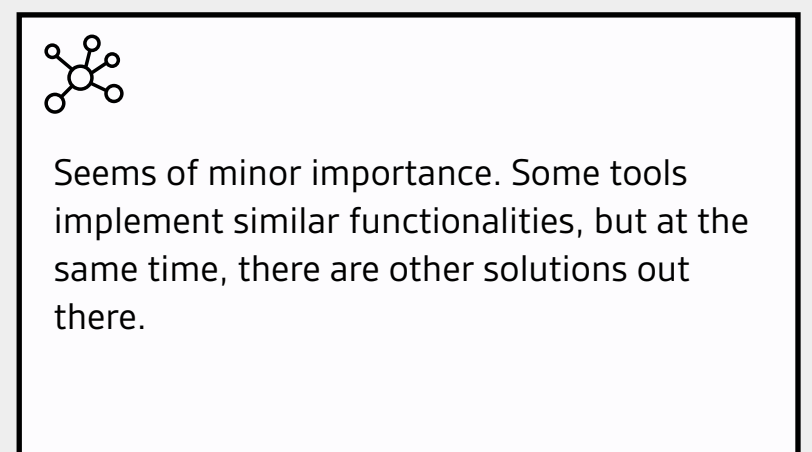 Seems of minor importance. Some tools
implement similar functionalities, but at the
same time, there are other solutions out
there.